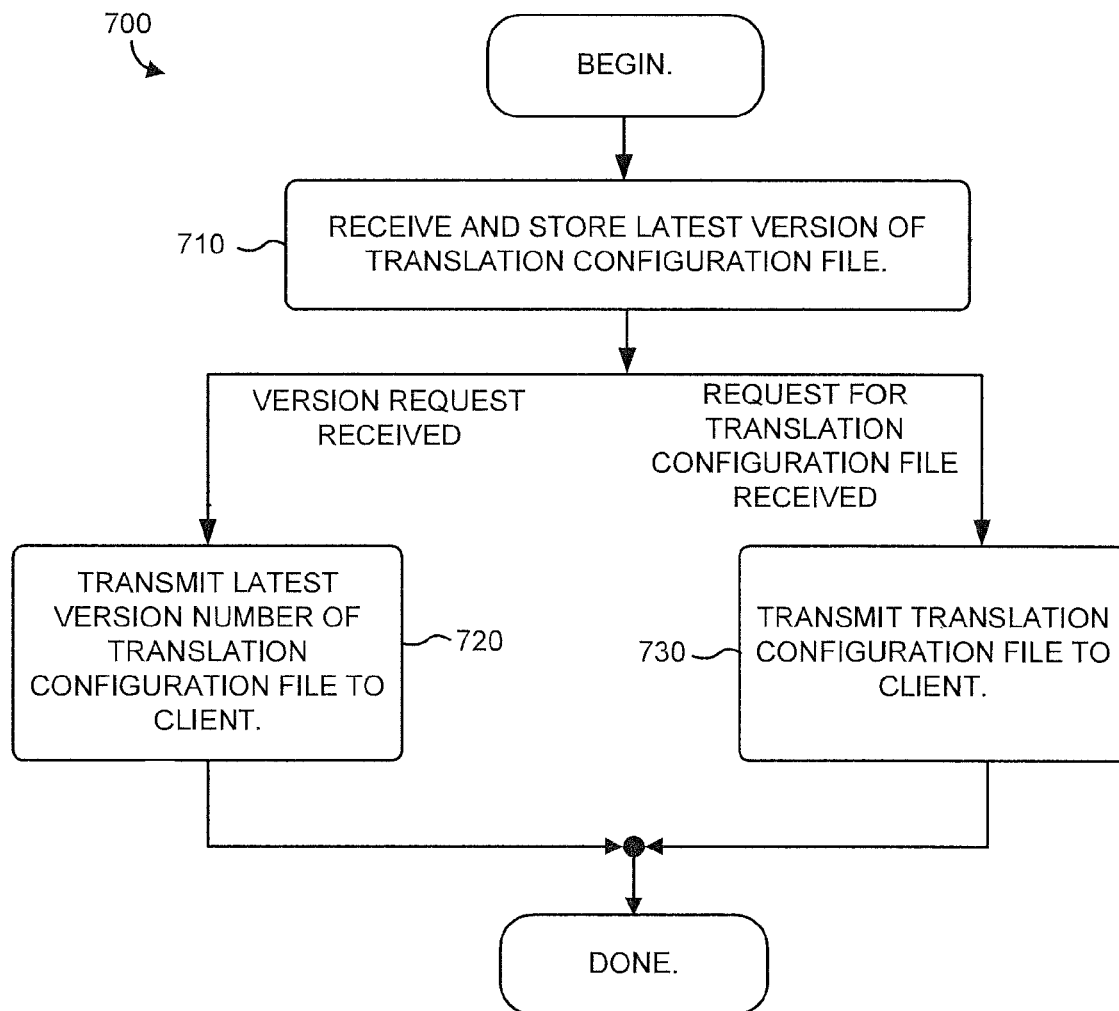 700
BEGIN.
710
RECEIVE AND STORE LATEST VERSION OF
TRANSLATION CONFIGURATION FILE.
VERSION REQUEST
RECEIVED
REQUEST FOR
TRANSLATION
CONFIGURATION FILE
RECEIVED
TRANSMIT LATEST
VERSION NUMBER OF
TRANSLATION
CONFIGURATION FILE TO
CLIENT.
720
730
TRANSMIT TRANSLATION
CONFIGURATION FILE TO
CLIENT.
DONE.